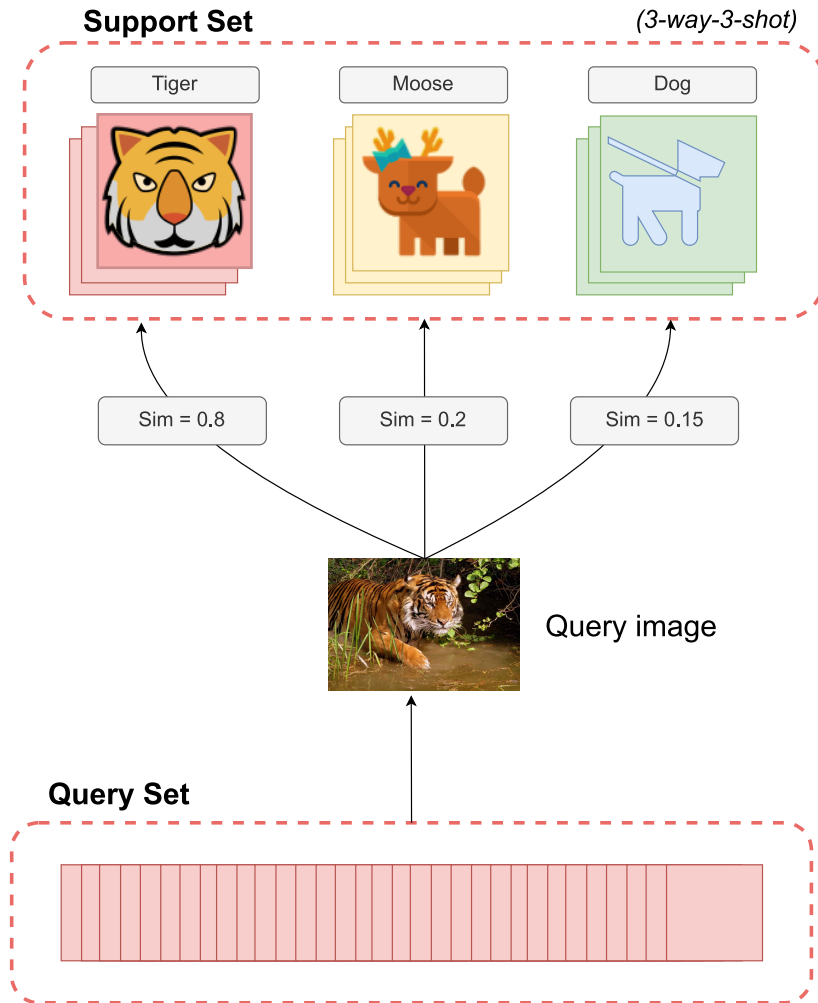 Support Set
(3-way-3-shot)
Tiger
Moose
Dog
Sim = 0.8
Sim = 0.2
Sim = 0.15
Query image
Query Set